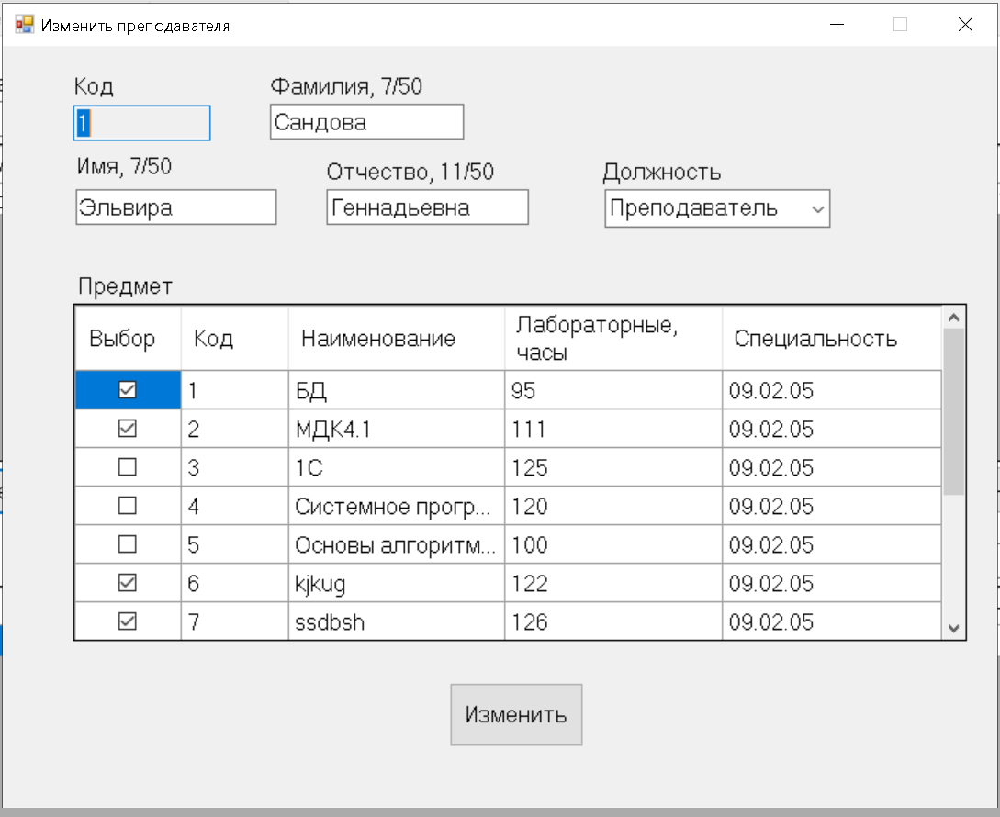 Изменить преподавателя
Код
Фамилия, 7/50
1
Сандова
Имя, 7/50
Отчество, 11/50
Должность
Эльвира
Геннадьевна
Преподаватель
Предмет
Выбор
Код
Наименование
Лабораторные,
часы
Специальность
1
БД
95
09.02.05
2
МДК4.1
111
09.02.05
3
1С
125
09.02.05
4
Системное прогр...
120
09.02.05
5
Основы алгоритм...
100
09.02.05
6
kjkug
122
09.02.05
7
ssdbsh
126
09.02.05
Изменить